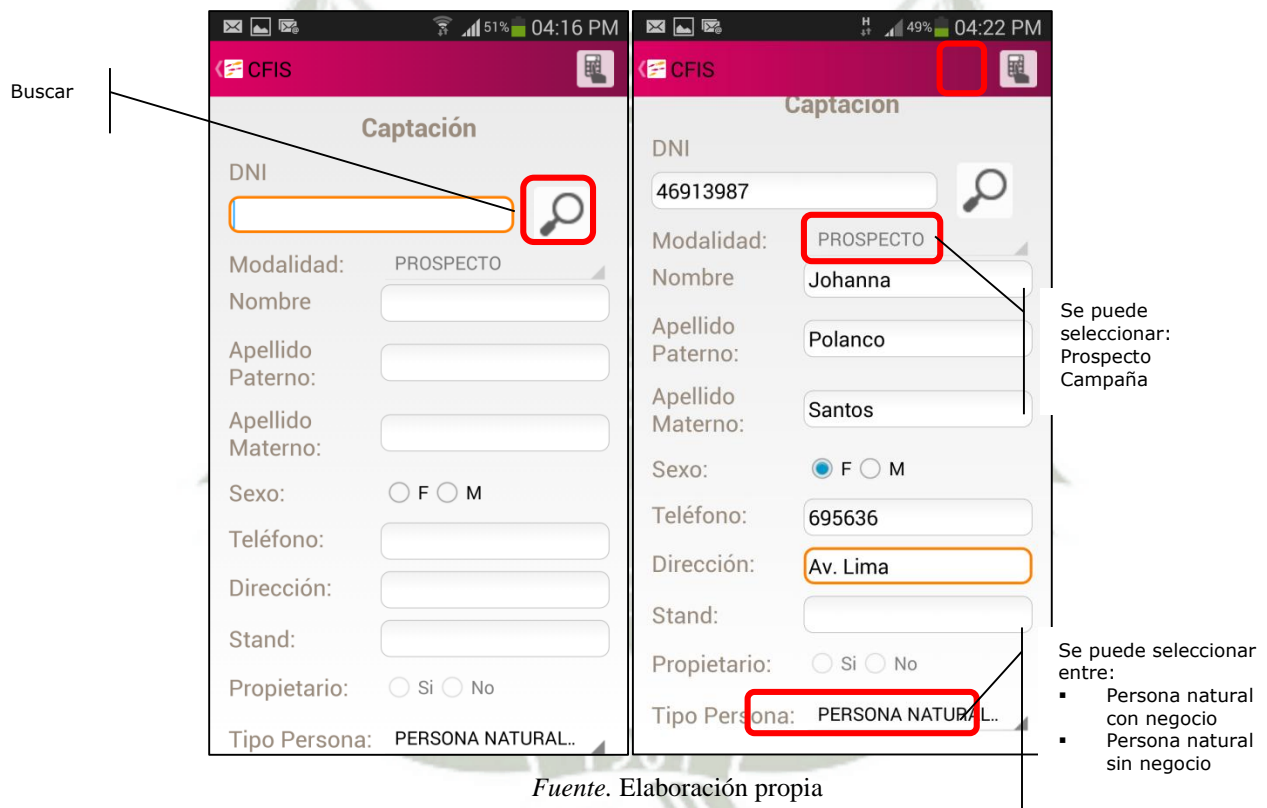 Buscar
51% 04:16 PM
CFIS
Captación
DNI
Modalidad: PROSPECTO
Nombre
Apellido
Paterno:
Apellido
Materno:
Sexo: F M
Teléfono:
Dirección:
Stand:
Propietario: Si No
Tipo Persona: PERSONA NATURAL..
H 49% 04:22 PM
CFIS
Captación
DNI
46913987
Modalidad: PROSPECTO
Nombre Johanna
Apellido
Paterno: Polanco
Apellido
Materno: Santos
Sexo: F M
Teléfono: 695636
Dirección: Av. Lima
Stand:
Propietario: Si No
Tipo Persona: PERSONA NATURAL..
Se puede
seleccionar:
Prospecto
Campaña
Se puede seleccionar
entre:
▪ Persona natural
con negocio
▪ Persona natural
sin negocio
Fuente. Elaboración propia